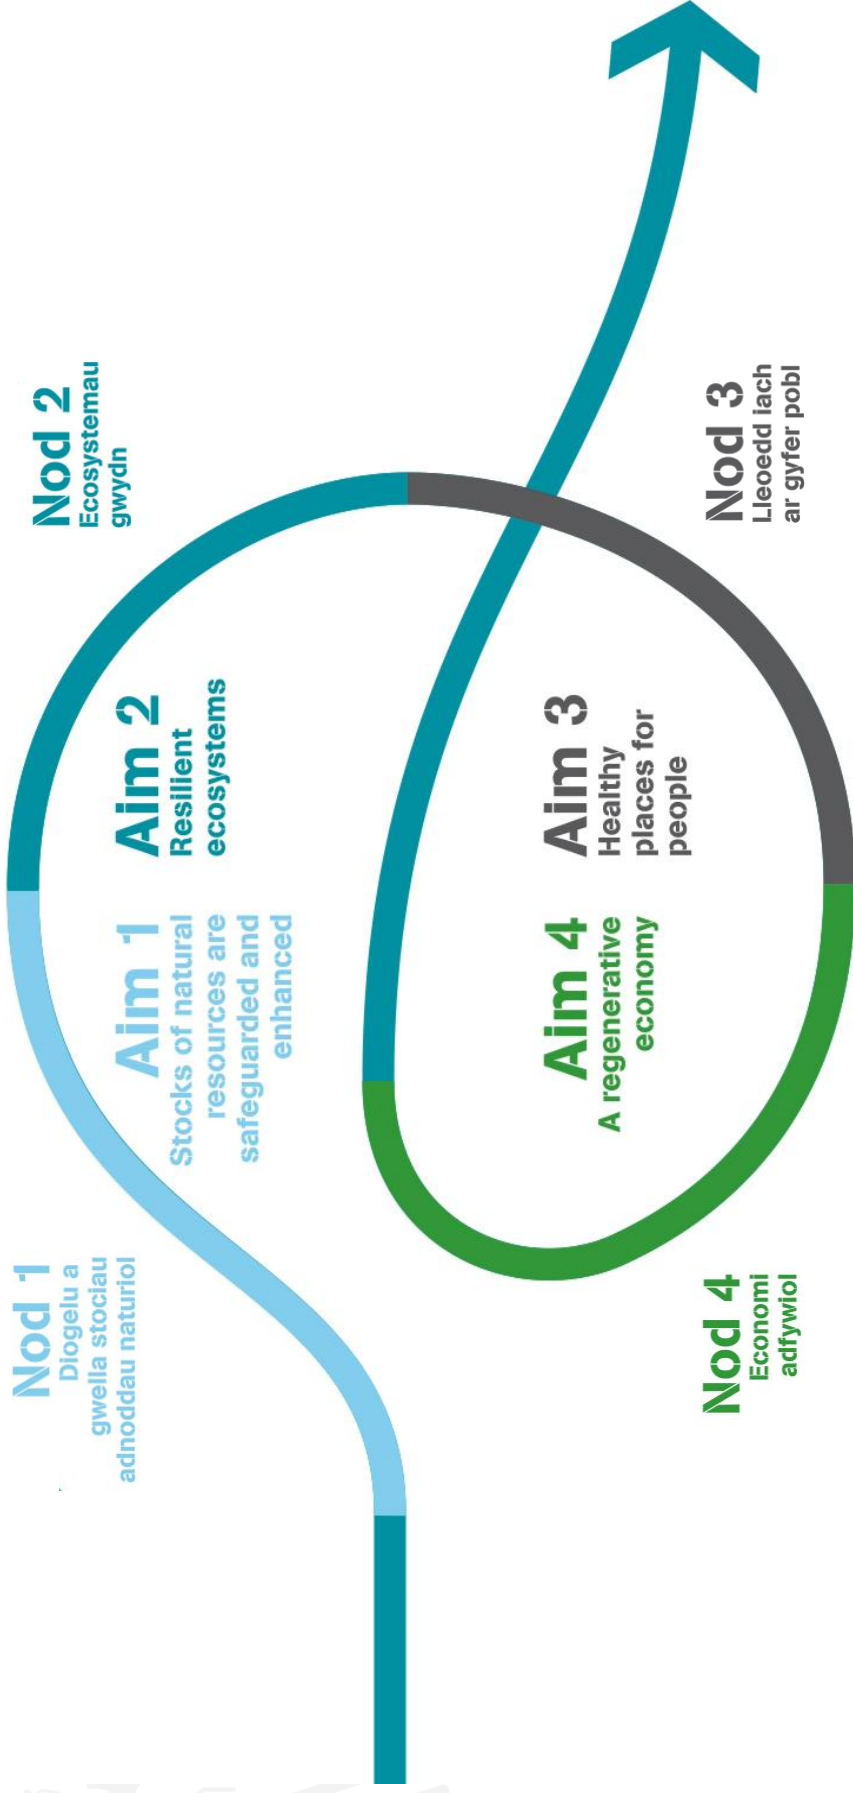 Nod 1
Diogelu a
gwella stociau
adnoddau naturiol
Nod 2
Ecosystemau
gwydn
Aim 1
Stocks of natural
resources are
safeguarded and
enhanced
Aim 2
Resilient
ecosystems
Aim 4
A regenerative
economy
Aim 3
Healthy
places for
people
Nod 4
Economi
adfywiol
Nod 3
Lleoedd iach
ar gyfer pobl